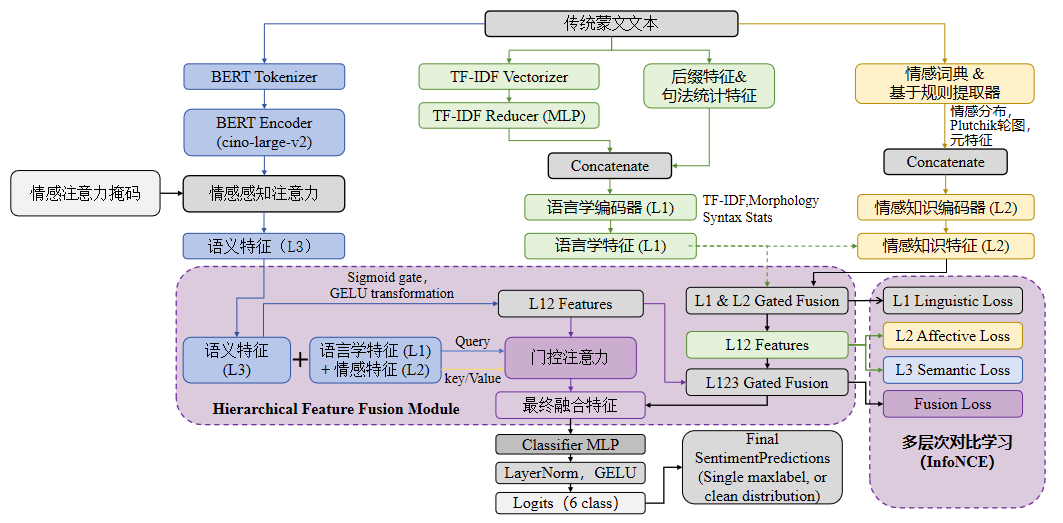 传统蒙文文本
BERT Tokenizer
TF-IDF Vectorizer
后缀特征&
句法统计特征
情感词典 &
基于规则提取器
BERT Encoder
(cino-large-v2)
TF-IDF Reducer (MLP)
情感分布，
Plutchik轮图，
元特征
Concatenate
Concatenate
情感注意力掩码
情感感知注意力
语言学编码器 (L1)
TF-IDF,Morphology
Syntax Stats
情感知识编码器 (L2)
语义特征（L3）
语言学特征 (L1)
情感知识特征 (L2)
Sigmoid gate，
GELU transformation
L12 Features
L1 & L2 Gated Fusion
L1 Linguistic Loss
语义特征
(L3)
+
语言学特征 (L1)
+ 情感特征 (L2)
Query
key/Value
门控注意力
L12 Features
L2 Affective Loss
L3 Semantic Loss
L123 Gated Fusion
Hierarchical Feature Fusion Module
最终融合特征
Fusion Loss
多层次对比学习
（InfoNCE）
Classifier MLP
LayerNorm，GELU
Logits（6 class）
Final
SentimentPredictions
(Single maxlabel, or
clean distribution)